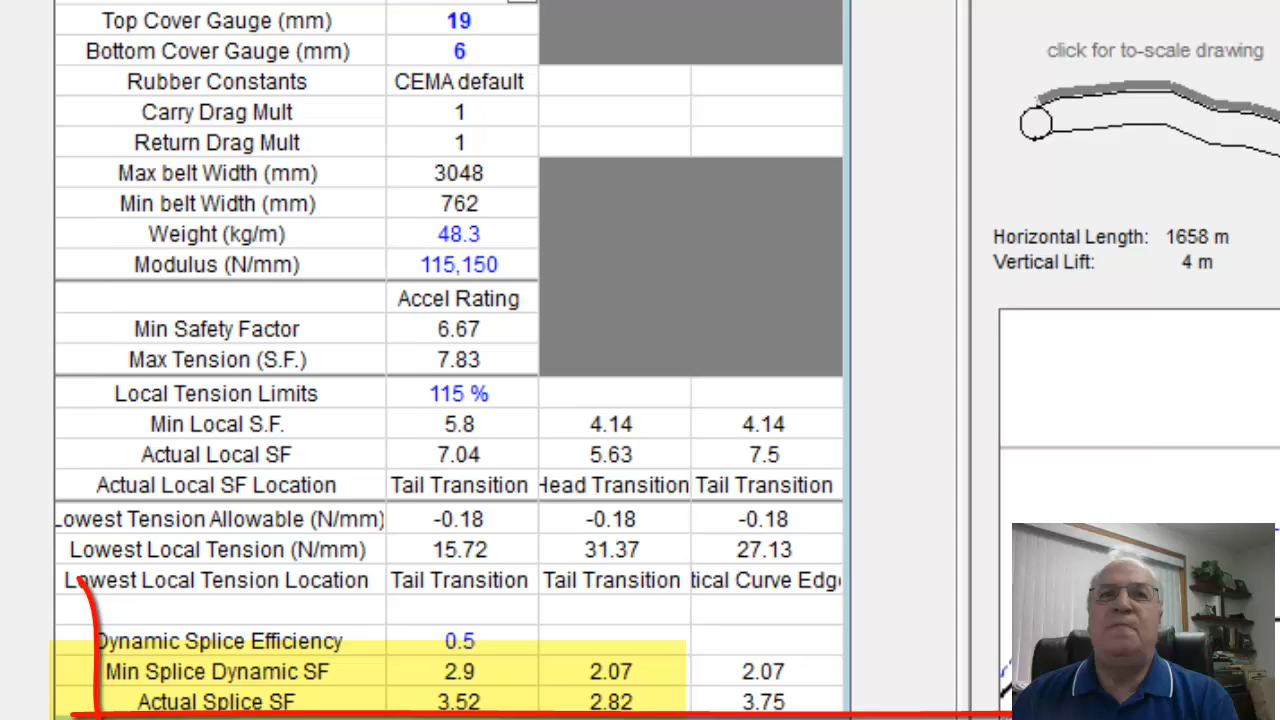 Top Cover Gauge (mm) 19
Bottom Cover Gauge (mm) 6
Rubber Constants CEMA default
Carry Drag Mult 1
Return Drag Mult 1
Max belt Width (mm) 3048
Min belt Width (mm) 762
Weight (kg/m) 48.3
Modulus (N/mm) 115,150
Accel Rating
Min Safety Factor 6.67
Max Tension (S.F.) 7.83
Local Tension Limits 115 %
Min Local S.F. 5.8 4.14 4.14
Actual Local SF 7.04 5.63 7.5
Actual Local SF Location Tail Transition Head Transition Tail Transition
Lowest Tension Allowable (N/mm) -0.18 -0.18 -0.18
Lowest Local Tension (N/mm) 15.72 31.37 27.13
Lowest Local Tension Location Tail Transition Tail Transition tical Curve Edge
Dynamic Splice Efficiency 0.5
Min Splice Dynamic SF 2.9 2.07 2.07
Actual Splice SF 3.52 2.82 3.75
click for to-scale drawing
Horizontal Length: 1658 m
Vertical Lift: 4 m